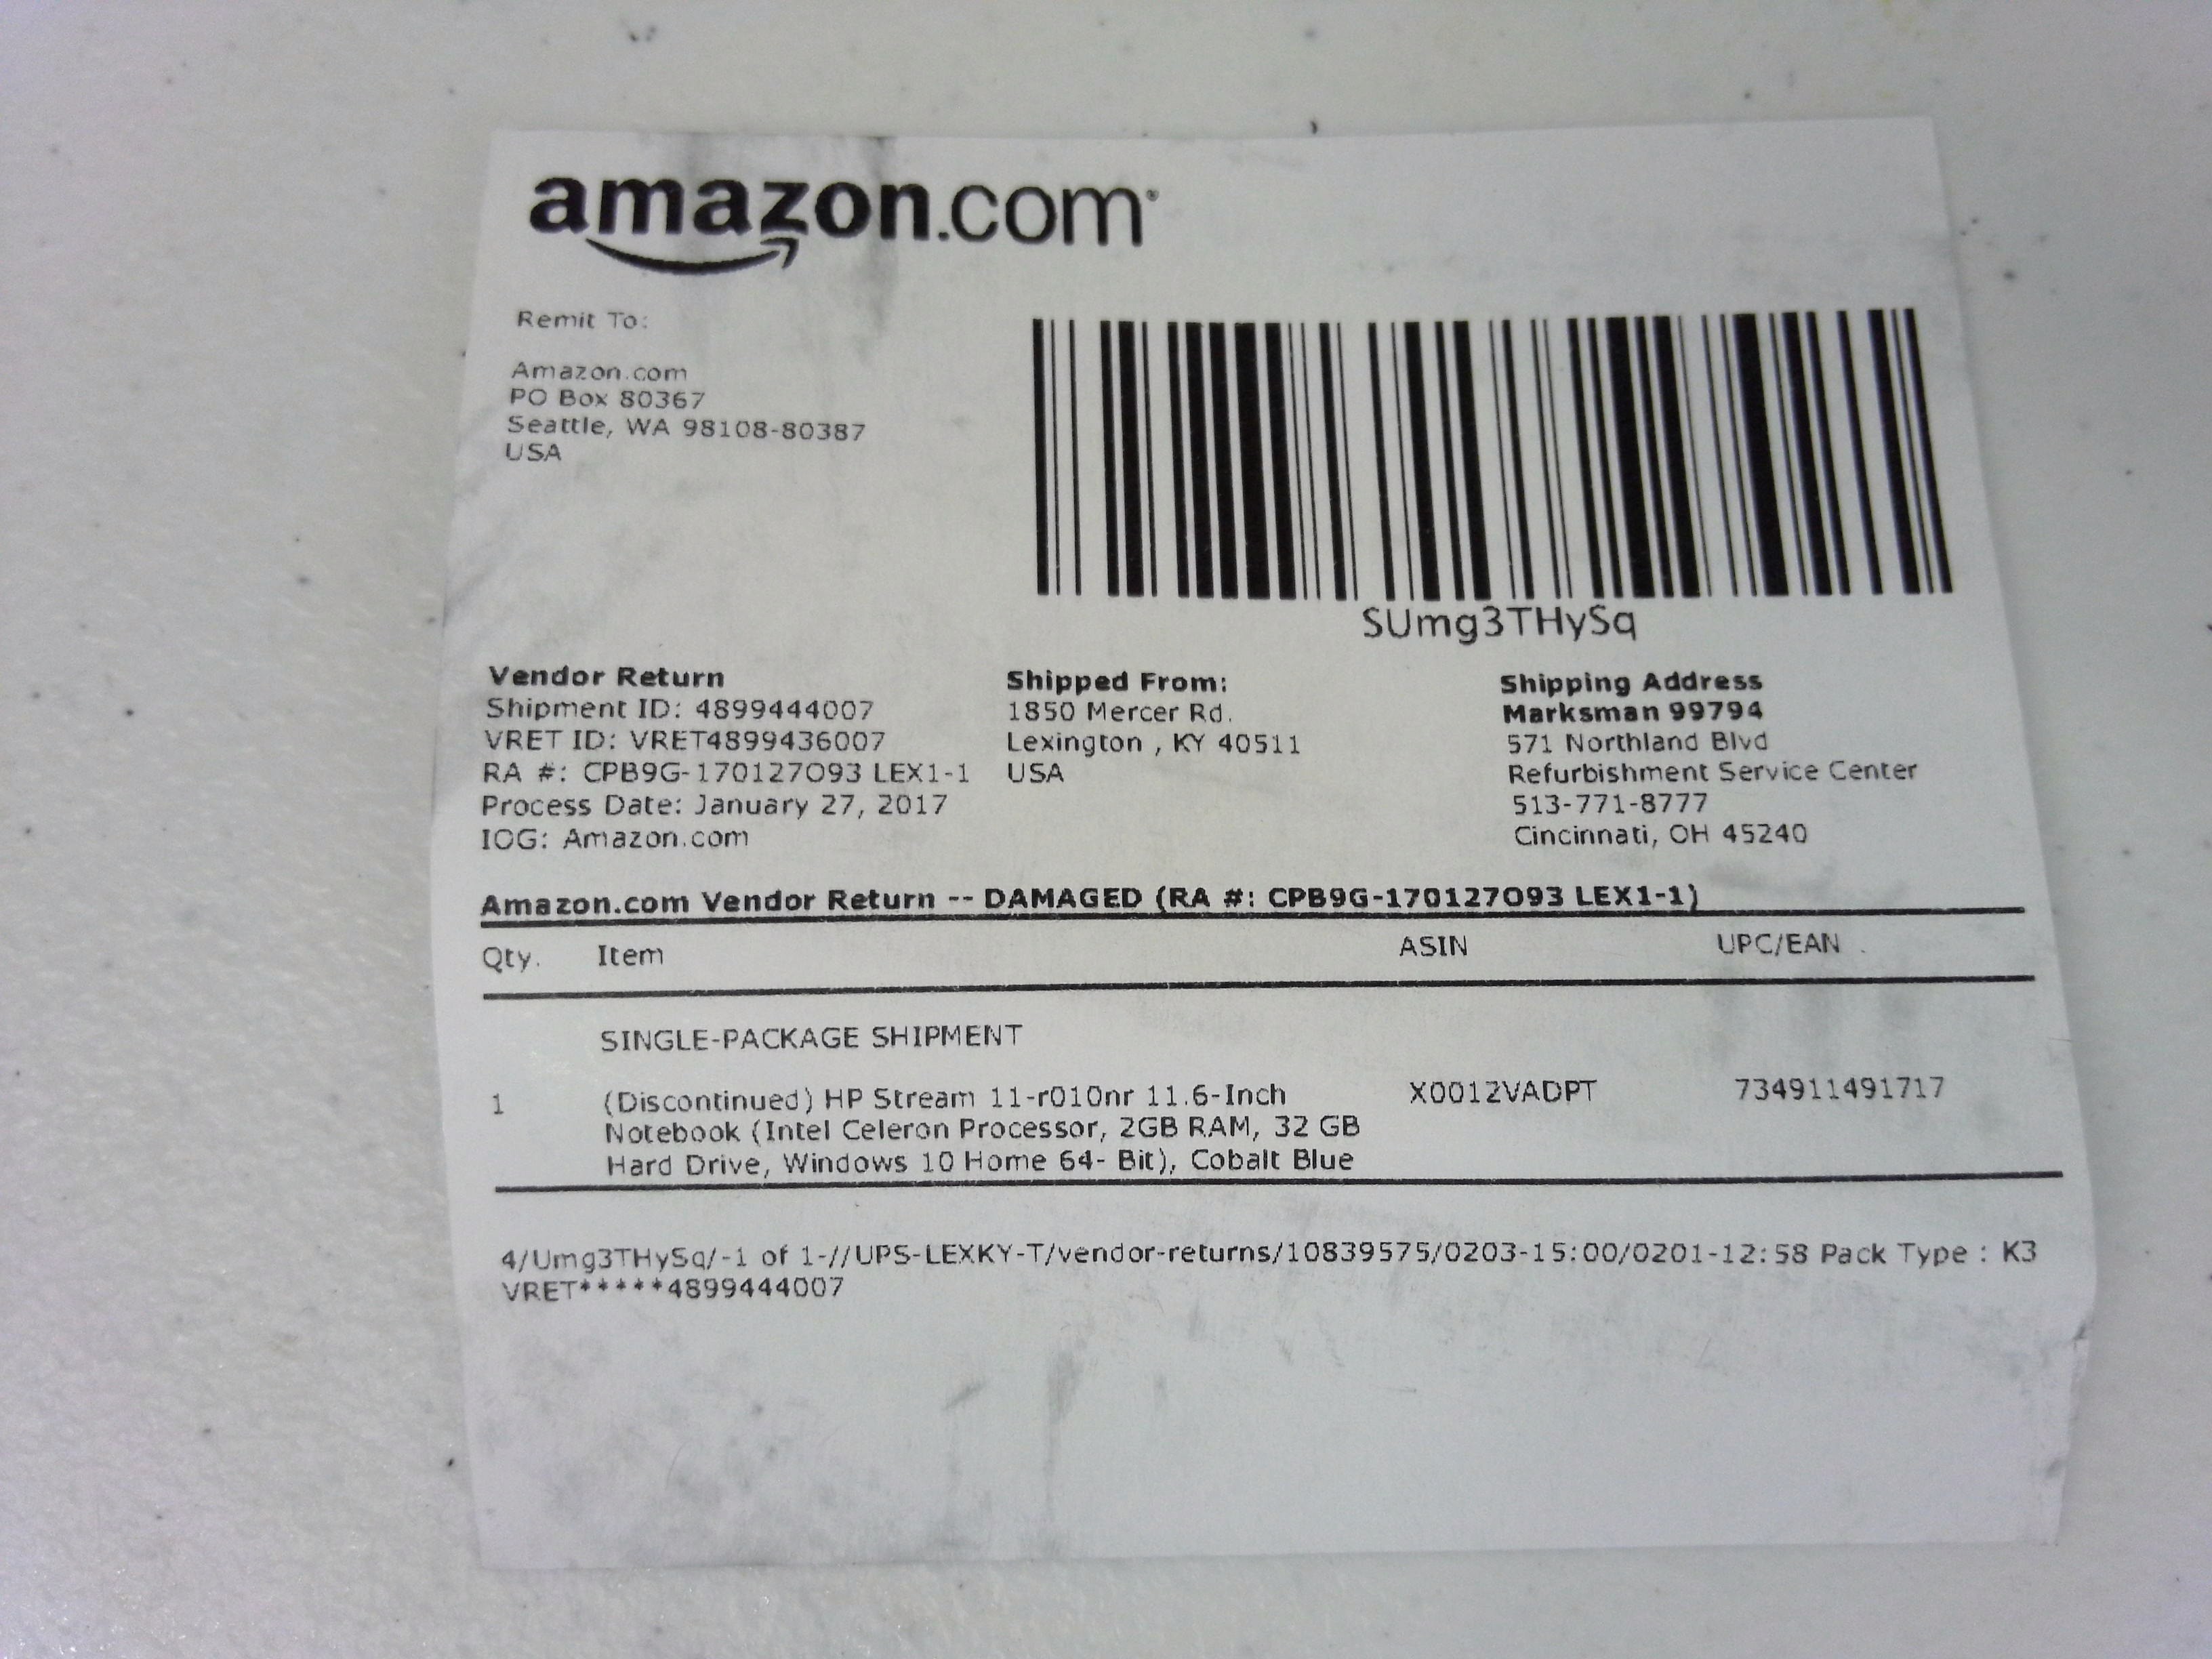 amazon.com
Remit To:
Amazon.com
PO Box 80367
Seattle, WA 98108-80387
USA
SUmg3THySq
Vendor Return
Shipment ID: 4899444007
VRET ID: VRET4899436007
RA #: CPB9G-170127O93 LEX1-1
Process Date: January 27, 2017
IOG: Amazon.com
Shipped From:
1850 Mercer Rd.
Lexington , KY 40511
USA
Shipping Address
Marksman 99794
571 Northland Blvd
Refurbishment Service Center
513-771-8777
Cincinnati, OH 45240
Amazon.com Vendor Return -- DAMAGED (RA #: CPB9G-170127O93 LEX1-1)
Qty. Item ASIN UPC/EAN
SINGLE-PACKAGE SHIPMENT
1 (Discontinued) HP Stream 11-r010nr 11.6-Inch X0012VADPT 734911491717
Notebook (Intel Celeron Processor, 2GB RAM, 32 GB
Hard Drive, Windows 10 Home 64- Bit), Cobalt Blue
4/Umg3THySq/-1 of 1-//UPS-LEXKY-T/vendor-returns/10839575/0203-15:00/0201-12:58 Pack Type : K3
VRET*****4899444007